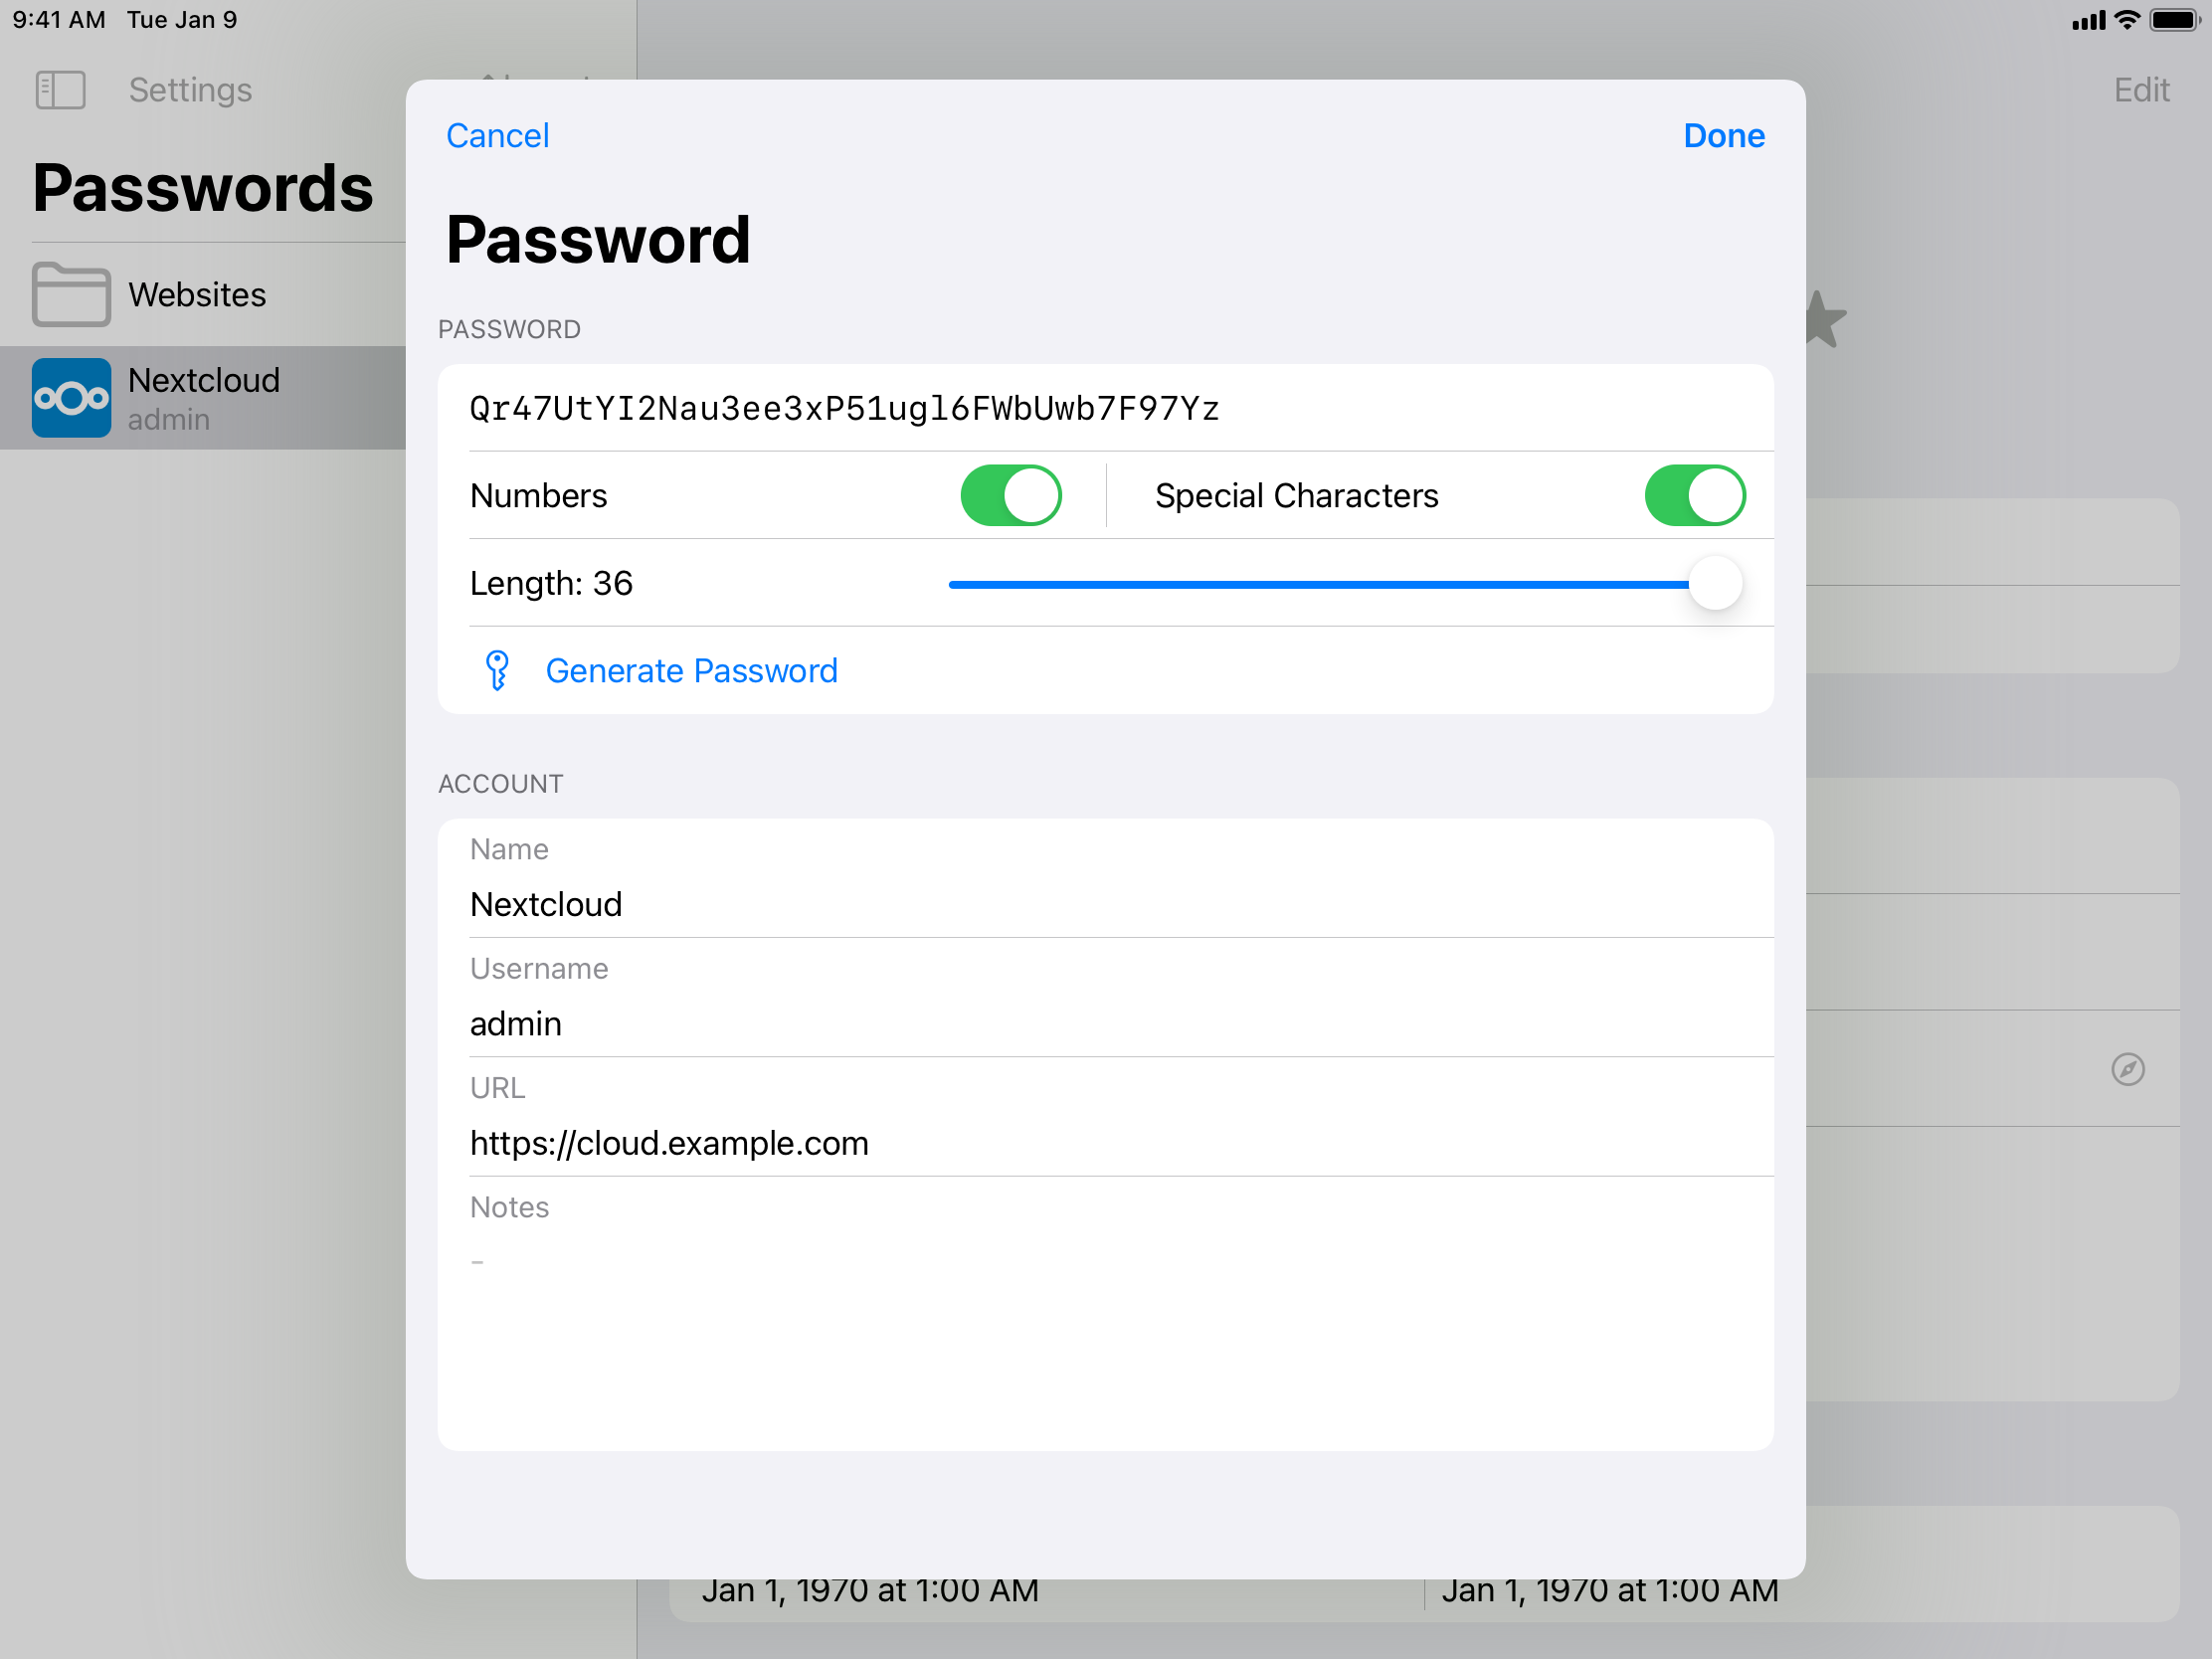 9:41 AM Tue Jan 9
Settings
Edit
Passwords
Websites
Nextcloud
admin
Cancel
Done
Password
PASSWORD
Qr47UtYI2Nau3ee3xP51ugl6FWbUwb7F97Yz
Numbers
Special Characters
Length: 36
Generate Password
ACCOUNT
Name
Nextcloud
Username
admin
URL
https://cloud.example.com
Notes
-
Jan 1, 1970 at 1:00 AM
Jan 1, 1970 at 1:00 AM